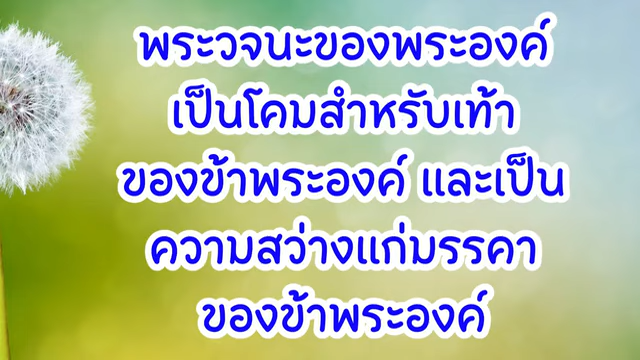 พระวจนะของพระองค์
เป็นโคมสำหรับเท้า
ของข้าพระองค์ และเป็น
ความสว่างแก่มรรคา
ของข้าพระองค์